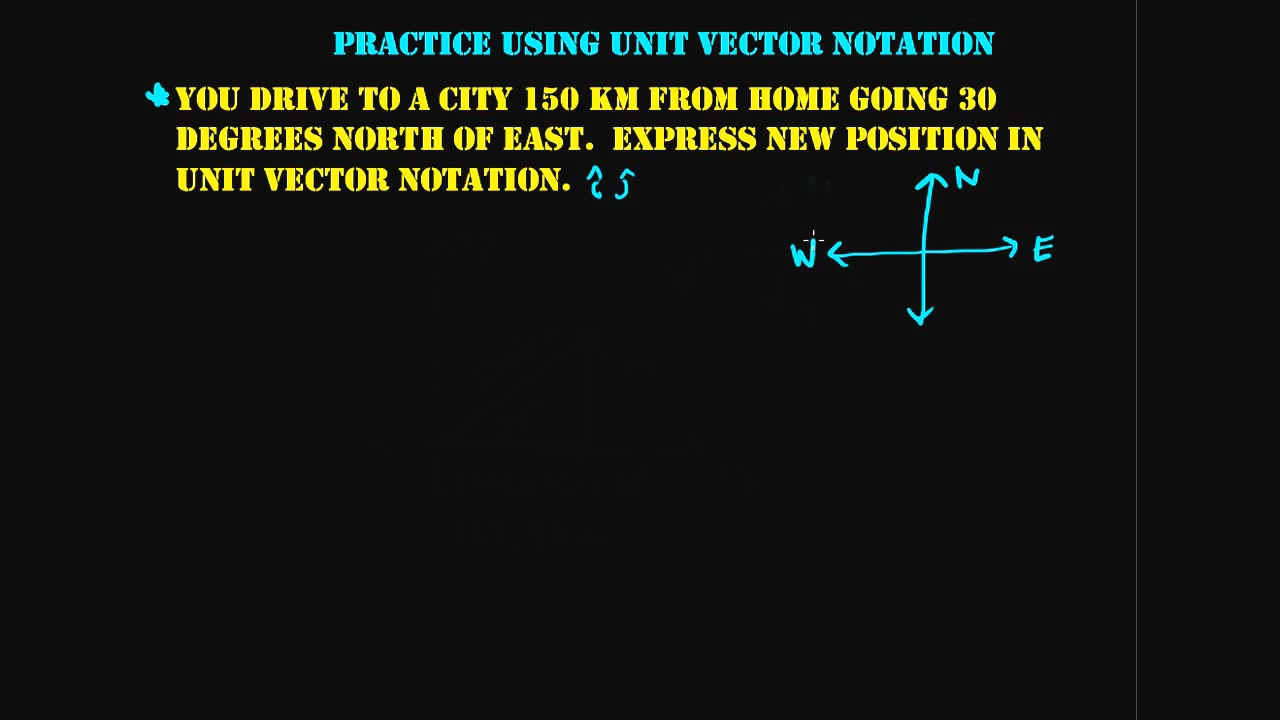 PRACTICE USING UNIT VECTOR NOTATION
YOU DRIVE TO A CITY 150 KM FROM HOME GOING 30
DEGREES NORTH OF EAST. EXPRESS NEW POSITION IN
UNIT VECTOR NOTATION. î ĵ
N
W E